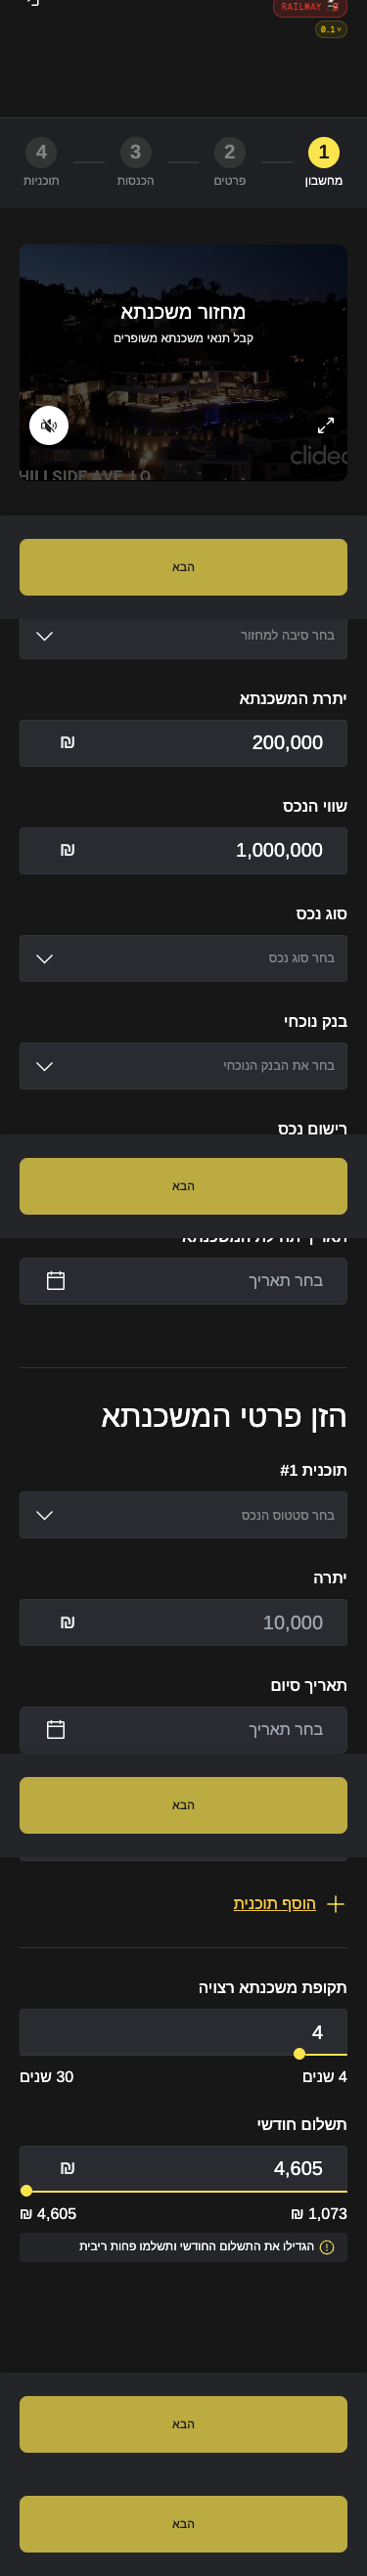 RAILWAY
v 0.1
1
2
3
4
מחשבון
פרטים
הכנסות
תוכניות
מחזור משכנתא
קבל תנאי משכנתא משופרים
clideo
HILLSIDE AVE, LO
הבא
בחר סיבה למחזור
יתרת המשכנתא
200,000 ₪
שווי הנכס
1,000,000 ₪
סוג נכס
בחר סוג נכס
בנק נוכחי
בחר את הבנק הנוכחי
רישום נכס
הבא
תאריך תחילת המשכנתא
בחר תאריך
הזן פרטי המשכנתא
תוכנית #1
בחר סטטוס הנכס
יתרה
10,000 ₪
תאריך סיום
בחר תאריך
הבא
הוסף תוכנית
תקופת משכנתא רצויה
4
4 שנים
30 שנים
תשלום חודשי
4,605 ₪
1,073 ₪
4,605 ₪
הגדילו את התשלום החודשי ותשלמו פחות ריבית
הבא
הבא